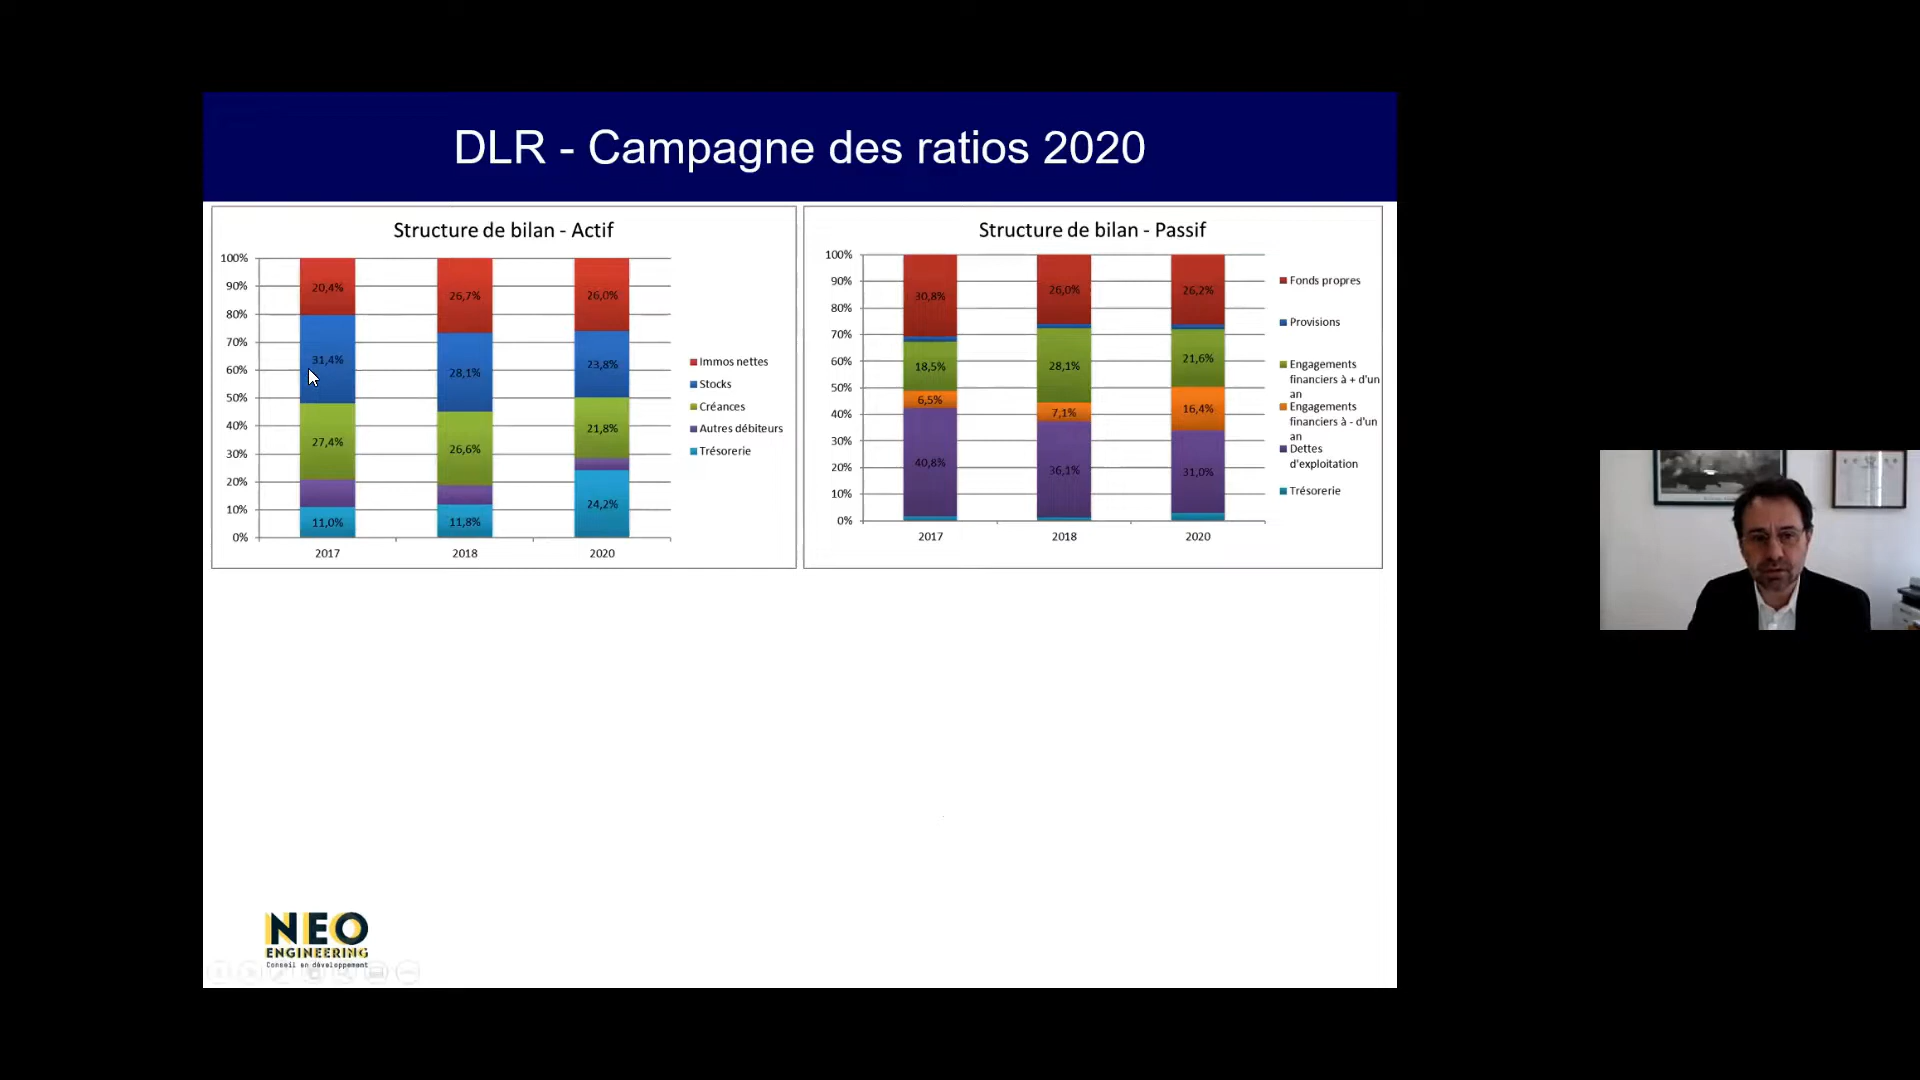 DLR - Campagne des ratios 2020
Structure de bilan - Actif
100%
90%
80%
70%
60%
50%
40%
30%
20%
10%
0%
20,4%
26,7%
26,0%
31,4%
28,1%
23,8%
27,4%
26,6%
21,8%
11,0%
11,8%
24,2%
2017
2018
2020
Immos nettes
Stocks
Créances
Autres débiteurs
Trésorerie
Structure de bilan - Passif
100%
90%
80%
70%
60%
50%
40%
30%
20%
10%
0%
30,8%
26,0%
26,2%
18,5%
28,1%
21,6%
6,5%
7,1%
16,4%
40,8%
36,1%
31,0%
2017
2018
2020
Fonds propres
Provisions
Engagements
financiers à + d'un
an
Engagements
financiers à - d'un
an
Dettes
d'exploitation
Trésorerie
NEO
ENGINEERING
Conseil en développement